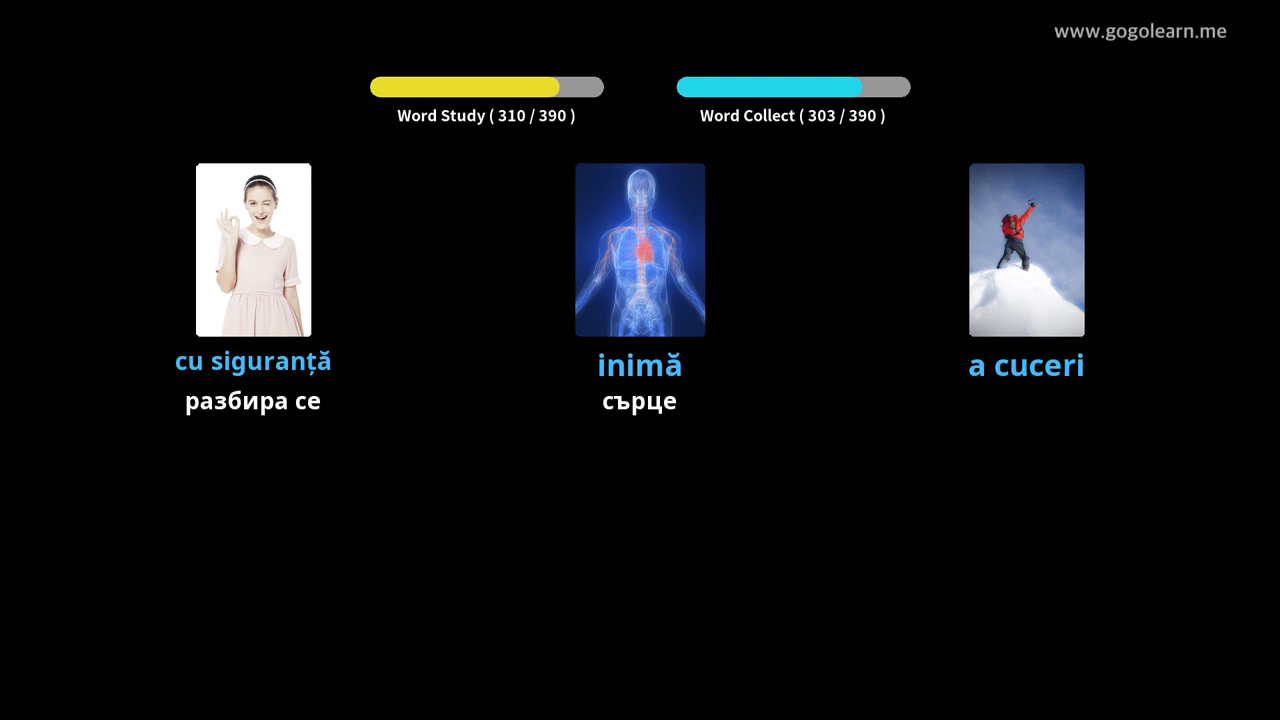 www.gogolearn.me
Word Study ( 310 / 390 )
Word Collect ( 303 / 390 )
cu siguranță
inimă
a cuceri
разбира се
сърце